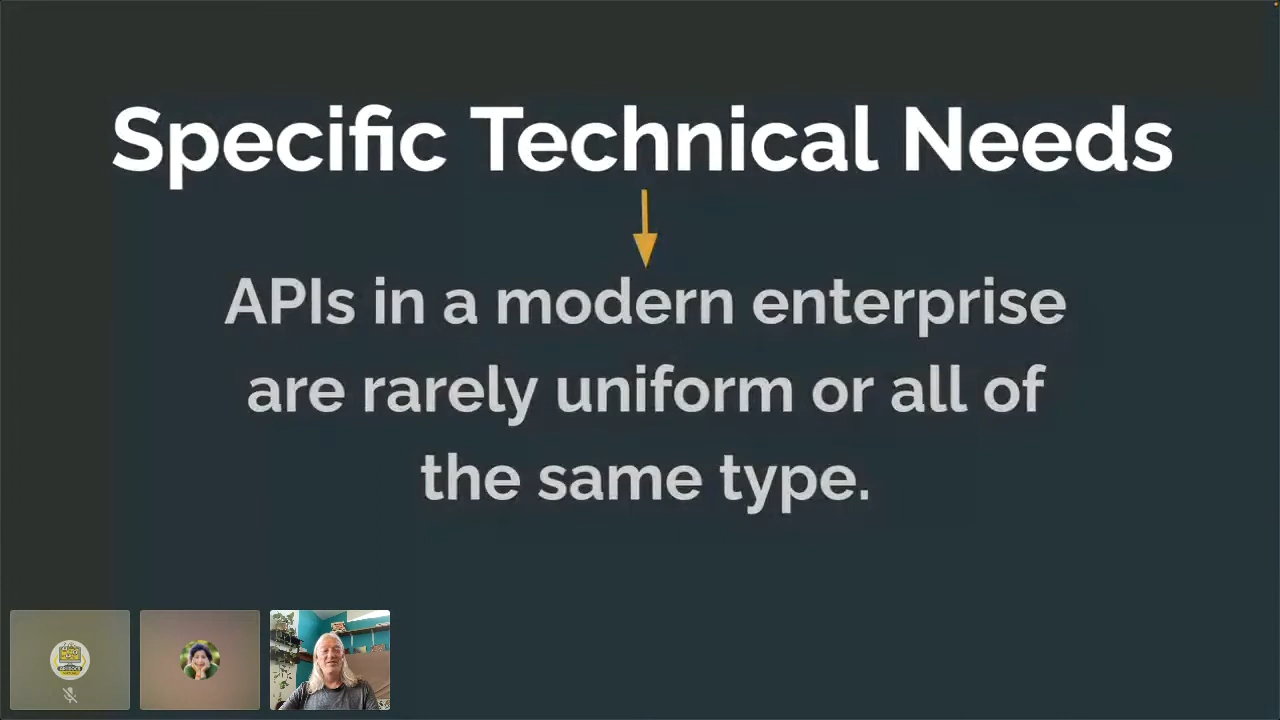 Specific Technical Needs
APIs in a modern enterprise
are rarely uniform or all of
the same type.